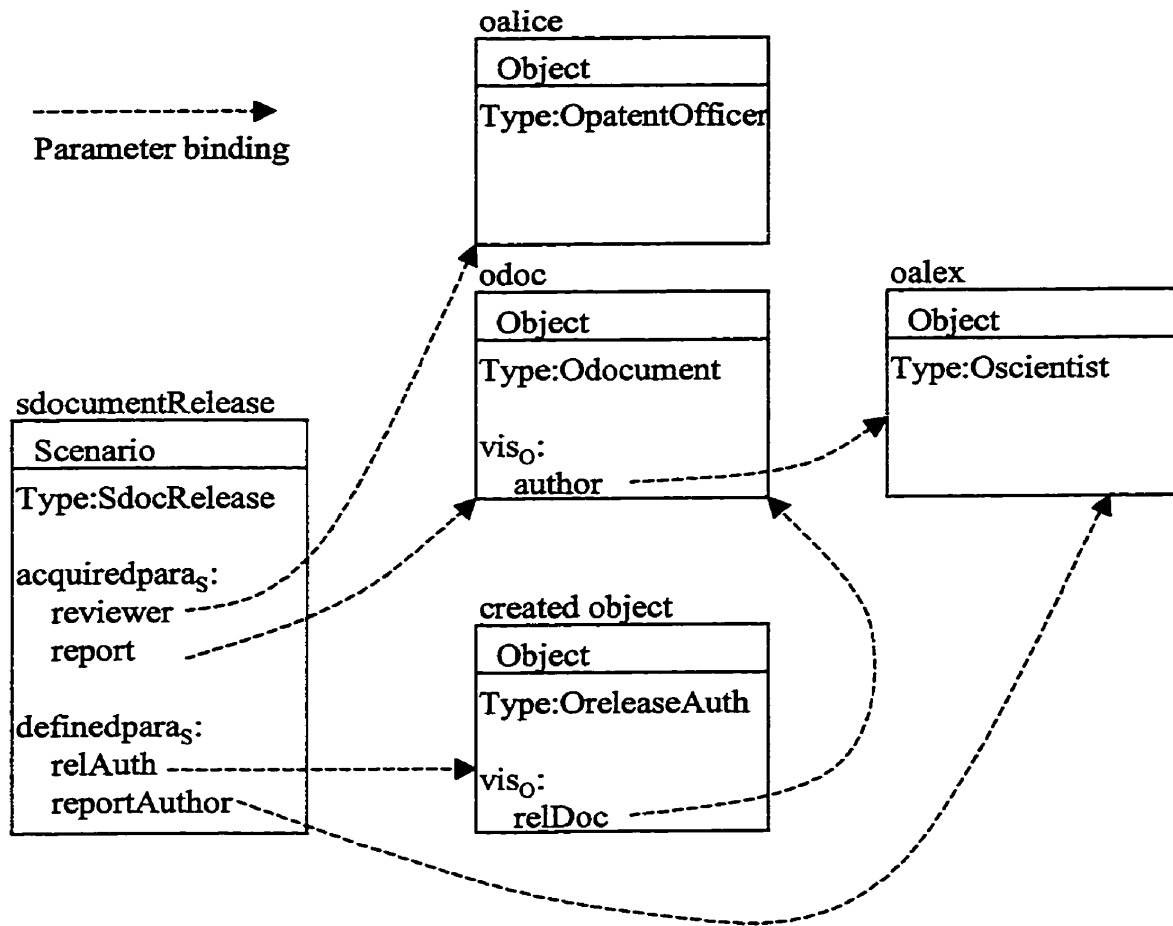 oalice
Object
Type:OpatentOfficer
Parameter binding
odoc
Object
Type:Odocument
visO:
author
oalex
Object
Type:Oscientist
sdocumentRelease
Scenario
Type:SdocRelease
acquiredparaS:
reviewer
report
definedparaS:
relAuth
reportAuthor
created object
Object
Type:OreleaseAuth
visO:
relDoc